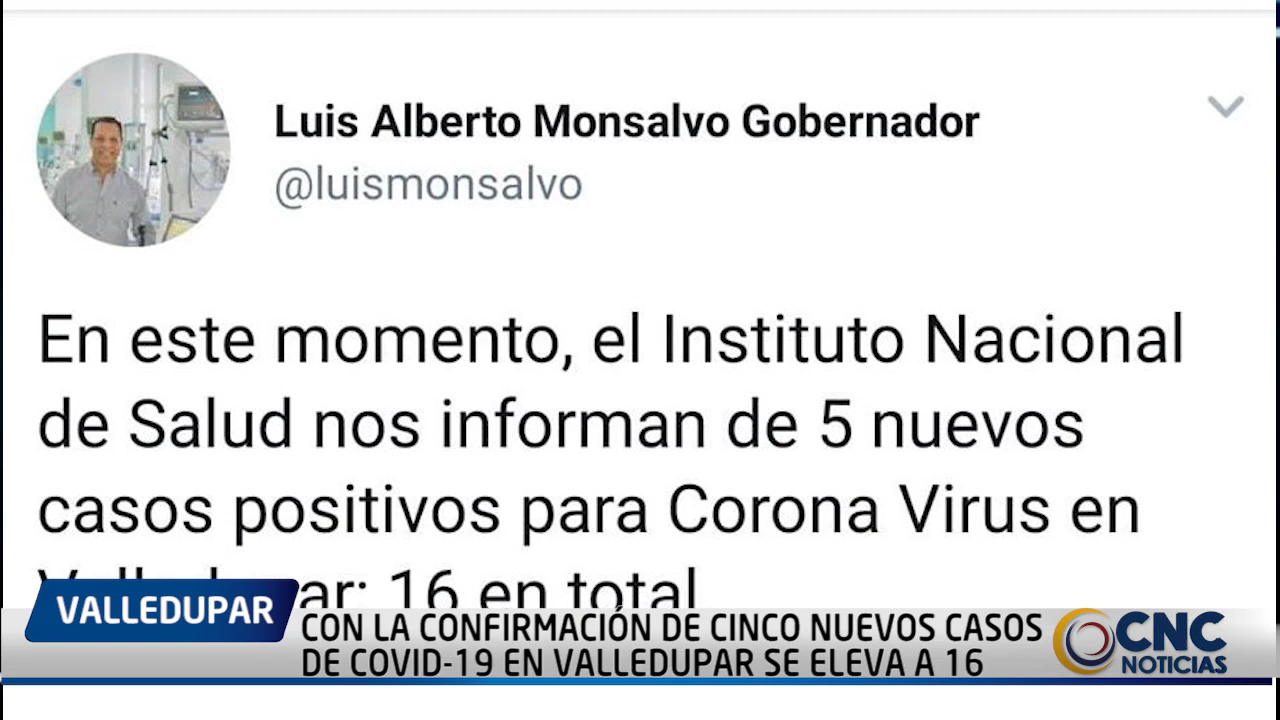 Luis Alberto Monsalvo Gobernador
@luismonsalvo
En este momento, el Instituto Nacional
de Salud nos informan de 5 nuevos
casos positivos para Corona Virus en
Valledupar: 16 en total
VALLEDUPAR
CON LA CONFIRMACIÓN DE CINCO NUEVOS CASOS
DE COVID-19 EN VALLEDUPAR SE ELEVA A 16
CNC
NOTICIAS